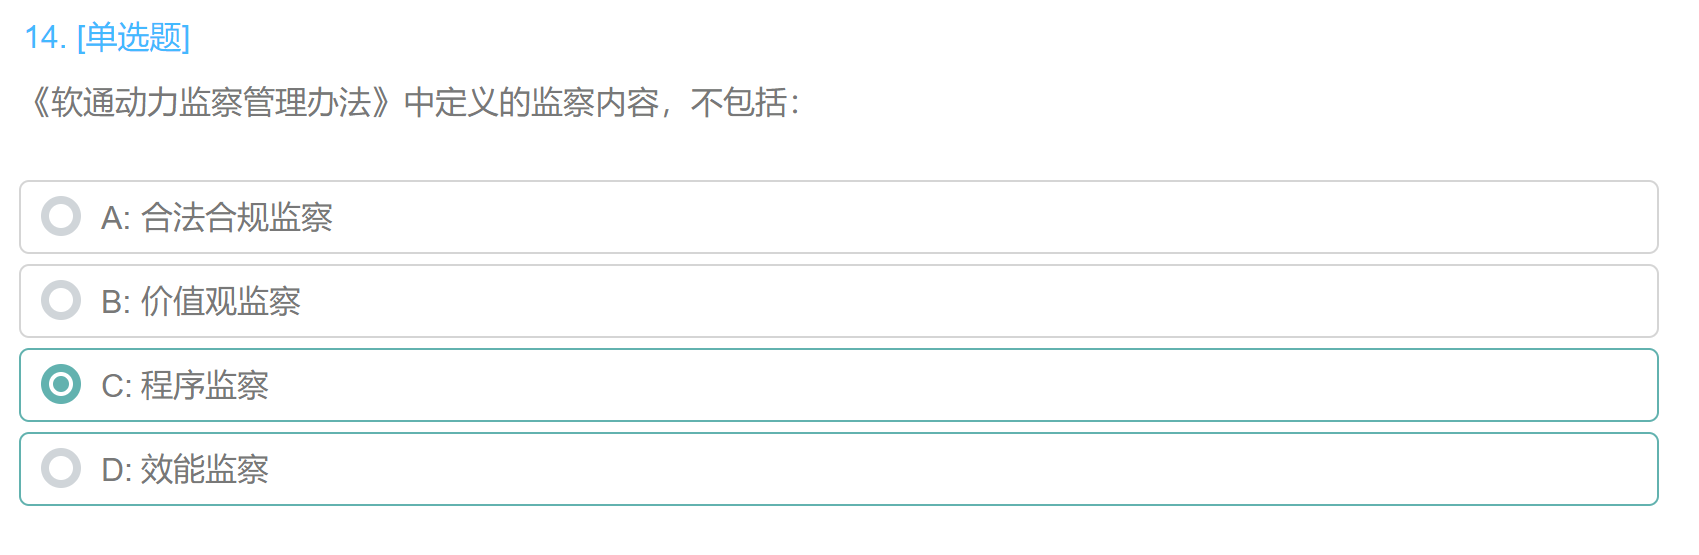 14. [单选题]
《软通动力监察管理办法》中定义的监察内容，不包括：
A: 合法合规监察
B: 价值观监察
C: 程序监察
D: 效能监察